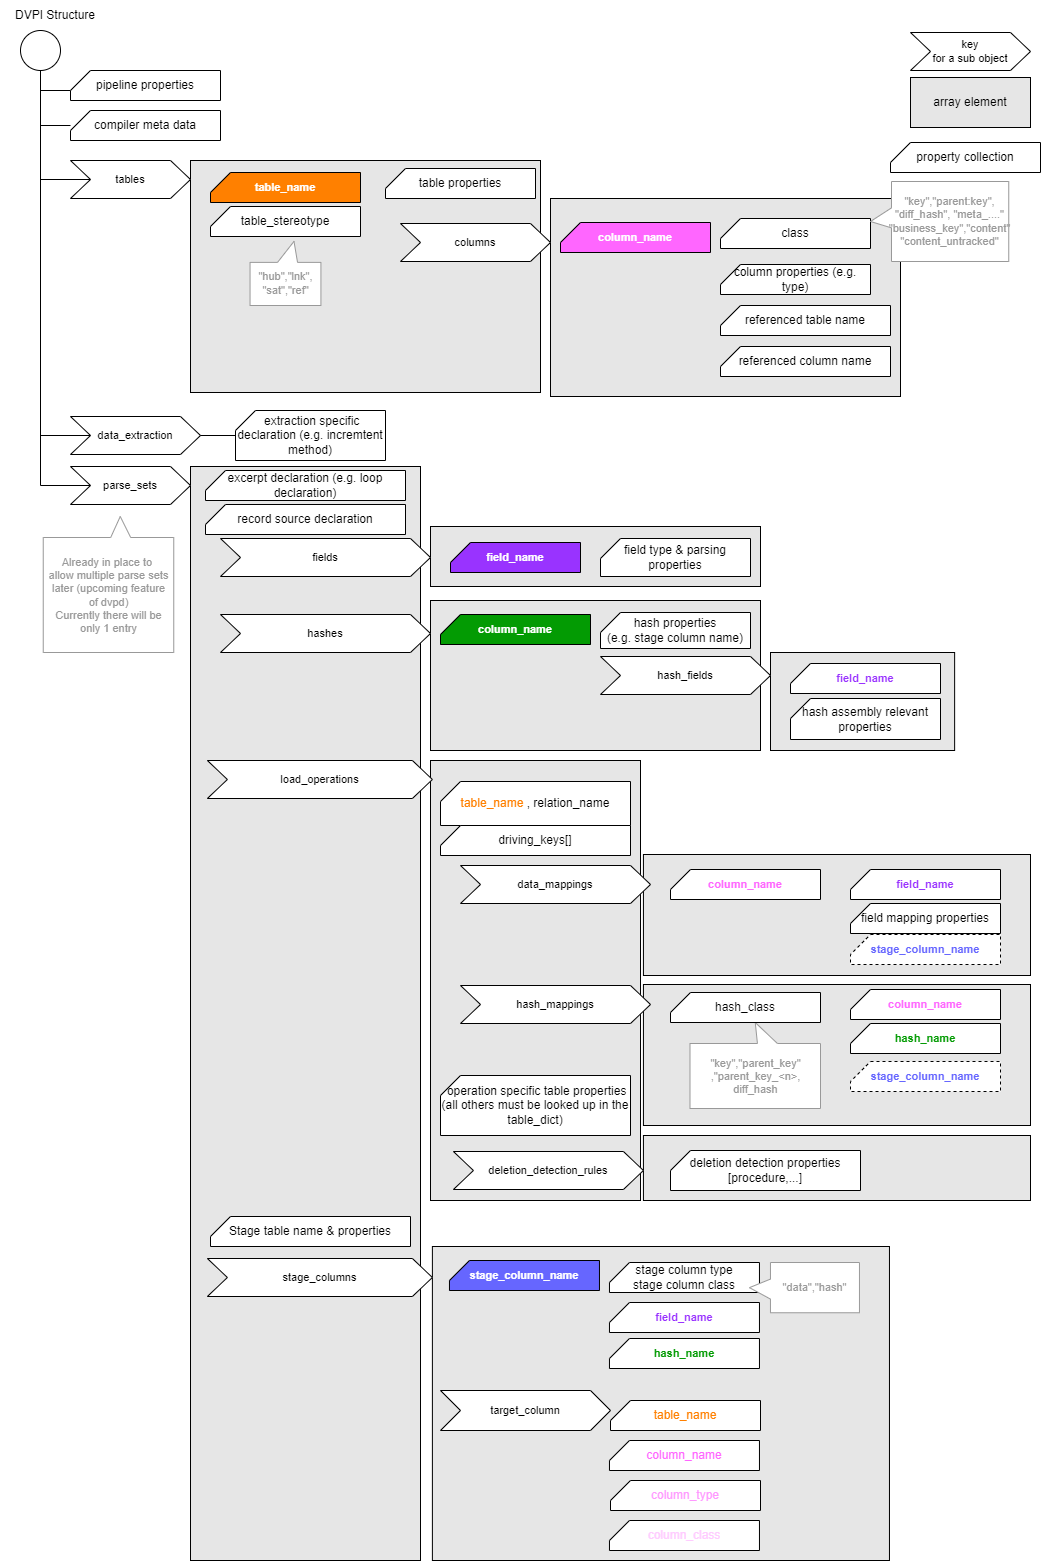 DVPI Structure
key
for a sub object
array element
property collection
pipeline properties
compiler meta data
tables
table_name
table properties
table_stereotype
"hub","lnk",
"sat","ref"
columns
column_name
class
"key","parent:key",
"diff_hash", "meta_...."
"business_key","content"
"content_untracked"
column properties (e.g.
type)
referenced table name
referenced column name
data_extraction
extraction specific
declaration (e.g. incremtent
method)
parse_sets
Already in place to
allow multiple parse sets
later (upcoming feature
of dvpd)
Currently there will be
only 1 entry
excerpt declaration (e.g. loop
declaration)
record source declaration
fields
field_name
field type & parsing
properties
hashes
column_name
hash properties
(e.g. stage column name)
hash_fields
field_name
hash assembly relevant
properties
load_operations
table_name , relation_name
driving_keys[]
data_mappings
column_name
field_name
field mapping properties
stage_column_name
hash_mappings
hash_class
"key","parent_key"
,"parent_key_<n>,
diff_hash
column_name
hash_name
stage_column_name
operation specific table properties
(all others must be looked up in the
table_dict)
deletion_detection_rules
deletion detection properties
[procedure,...]
Stage table name & properties
stage_columns
stage_column_name
stage column type
stage column class
"data","hash"
field_name
hash_name
target_column
table_name
column_name
column_type
column_class